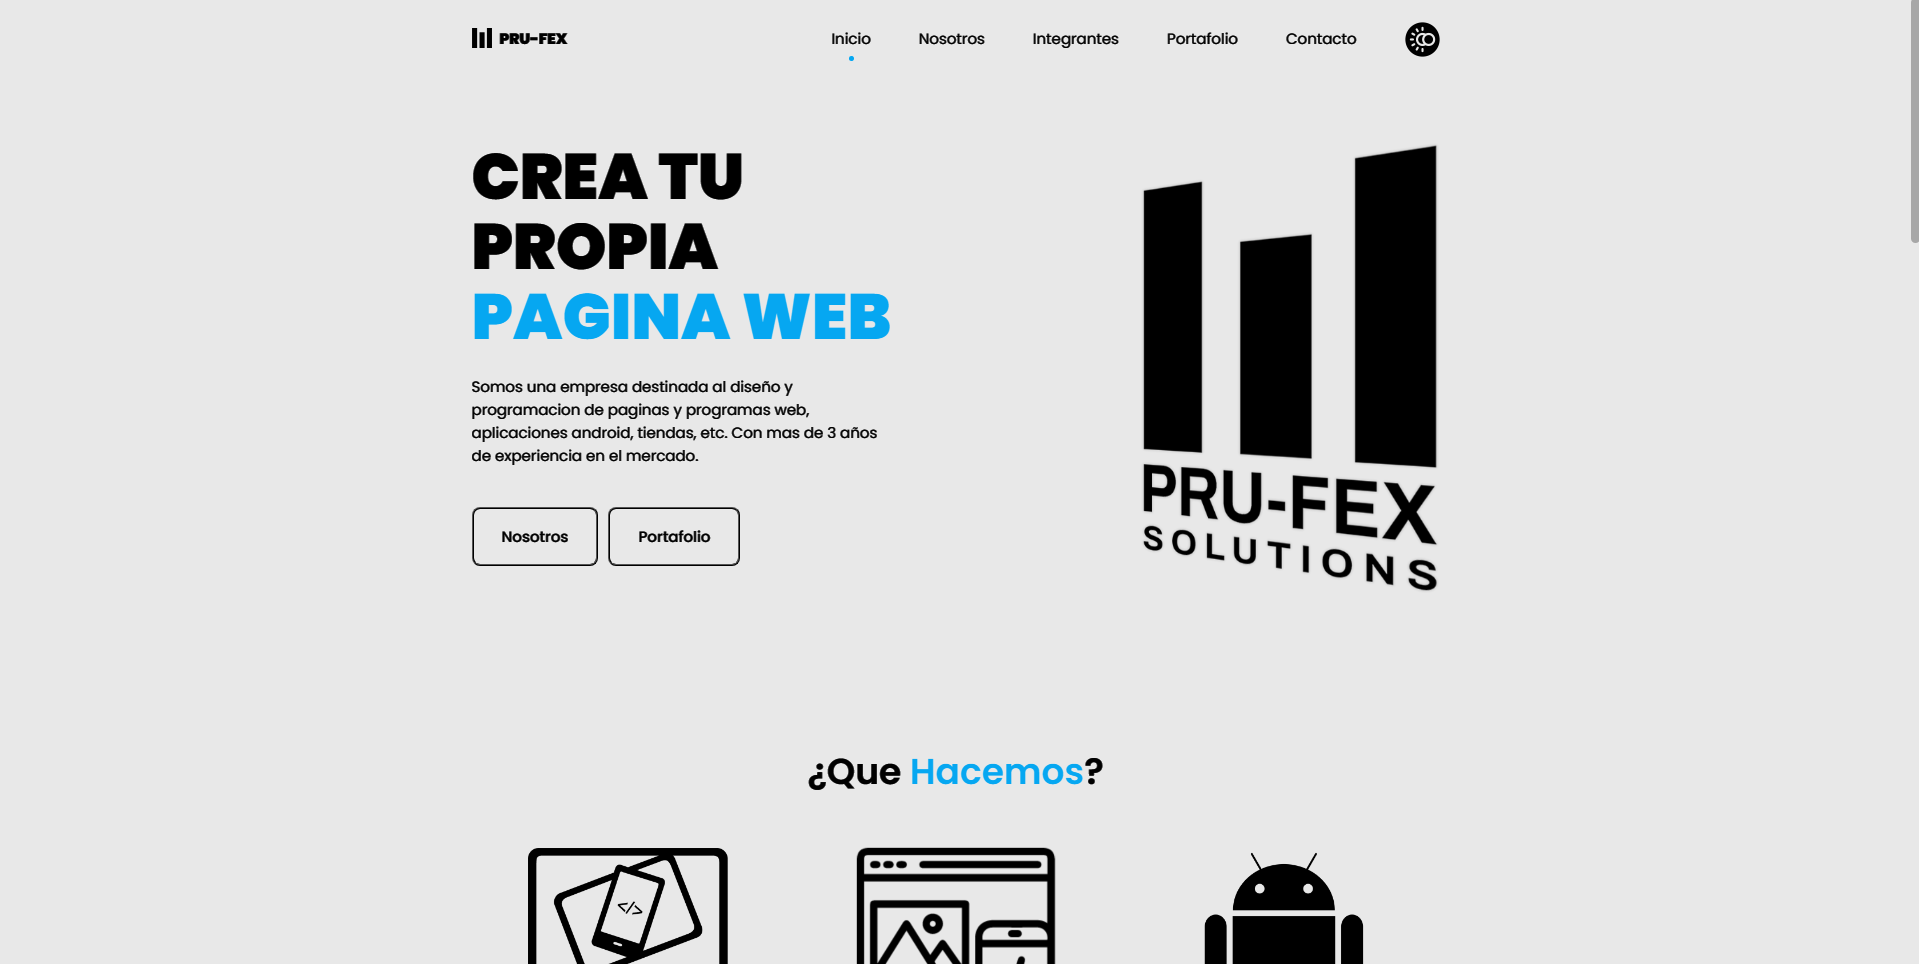 PRU-FEX
Inicio
Nosotros
Integrantes
Portafolio
Contacto
CREA TU
PROPIA
PAGINA WEB
Somos una empresa destinada al diseño y
programacion de paginas y programas web,
aplicaciones android, tiendas, etc. Con mas de 3 años
de experiencia en el mercado.
Nosotros
Portafolio
PRU-FEX
SOLUTIONS
¿Que Hacemos?
</>